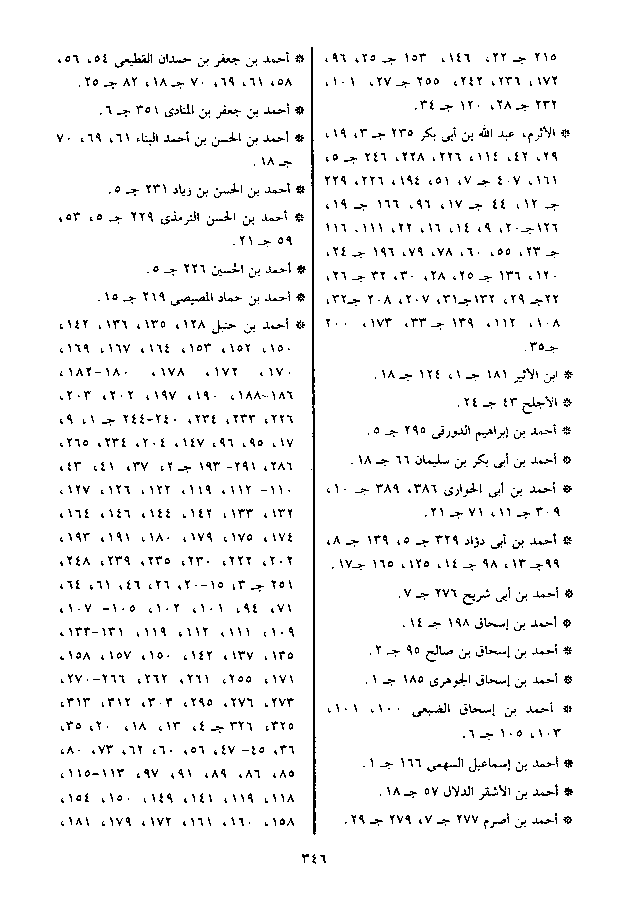 ٢١٥ جـ ٢٢، ١٤٦، ١٥٣ جـ ٢٥، ٩٦،
١٧٢، ٢٣٦، ٢٤٢، ٢٥٥ جـ ٢٧، ١٠١،
٢٣٢ جـ ٢٨، ١٢٠ جـ ٣٤.
* الأثرم، عبد الله بن أبى بكر ٢٣٥ جـ ٣، ١٩،
٢٩، ٤٢، ١١٤، ٢٢٦، ٢٢٨، ٢٤٦ جـ ٥،
١٦١، ٤٠٧ جـ ٧، ٥١، ١٩٤، ٢٢٦، ٢٢٩
جـ ١٢، ٤٤ جـ ١٧، ٩٦، ١٦٦ جـ ١٩،
١٢٦جـ٢٠، ٩، ١٤، ١٦، ٢٢، ١١١، ١١٦
جـ ٢٣، ٥٥، ٦٠، ٧٨، ٧٩، ١٩٦ جـ ٢٤،
١٢٠، ١٣٦ جـ ٢٥، ٢٨، ٣٠، ٣٢ جـ ٢٦،
٢٢جـ ٢٩، ١٣٢جـ٣١، ٢٠٧، ٢٠٨ جـ٣٢،
١٠٨، ١١٢، ١٣٩ جـ ٣٣، ١٧٣، ٢٠٠
جـ٣٥.
* ابن الأثير ١٨١ جـ ١، ١٢٤ جـ ١٨.
* الأجلح ٤٣ جـ ٢٤.
* أحمد بن إبراهيم الدورقى ٢٩٥ جـ ٥.
* أحمد بن أبى بكر بن سليمان ٦٦ جـ ١٨.
* أحمد بن أبى الحوارى ٣٨٦، ٣٨٩ جـ ١٠،
٣٠٩ جـ ١١، ٧١ جـ ٢١.
* أحمد بن أبى دؤاد ٣٢٩ جـ ٥، ١٣٩ جـ ٨،
٩٩جـ ١٣، ٩٨ جـ ١٤، ١٢٥، ١٦٥ جـ١٧.
* أحمد بن أبى شريح ٢٧٦ جـ ٧.
* أحمد بن إسحاق ١٩٨ جـ ١٤.
* أحمد بن إسحاق بن صالح ٩٥ جـ ٢.
* أحمد بن إسحاق الجوهرى ١٨٥ جـ ١.
* أحمد بن إسحاق الضبعى ١٠٠، ١٠١،
١٠٣، ١٠٥ جـ ٦.
* أحمد بن إسماعيل السهمى ١٦٦ جـ ١.
* أحمد بن الأشقر الدلال ٥٧ جـ ١٨.
* أحمد بن أصرم ٢٧٧ جـ ٧، ٢٧٩ جـ ٢٩.
* أحمد بن جعفر بن حمدان القطيعى ٥٤، ٥٦،
٥٨، ٦١، ٦٩، ٧٠ جـ ١٨، ٨٢ جـ ٢٥.
* أحمد بن جعفر بن المنادى ٣٥١ جـ ٦.
* أحمد بن الحسن بن أحمد البناء ٦١، ٦٩، ٧٠
جـ ١٨.
* أحمد بن الحسن بن زياد ٢٣١ جـ ٥.
* أحمد بن الحسن الترمذى ٢٢٩ جـ ٥، ٥٣،
٥٩ جـ ٢١.
* أحمد بن الحسين ٢٢٦ جـ ٥.
* أحمد بن حماد المصيصى ٢١٩ جـ ١٥.
* أحمد بن حنبل ١٢٨، ١٣٥، ١٣٦، ١٤٢،
١٥٠، ١٥٢، ١٥٣، ١٦٤، ١٦٧، ١٦٩،
١٧٠، ١٧٢، ١٧٨، ١٨٠-١٨٢،
١٨٦-١٨٨، ١٩٠، ١٩٧، ٢٠٢، ٢٠٣،
٢٢٦، ٢٣٣، ٢٣٤، ٢٤٠-٢٤٤ جـ ١، ٩،
١٧، ٩٥، ٩٦، ١٤٧، ٢٠٤، ٢٣٤، ٢٦٥،
٢٨٦، ٢٩١- ١٩٣ جـ ٢، ٣٧، ٤١، ٤٣،
١١٠- ١١٢، ١١٩، ١٢٢، ١٢٦، ١٢٧،
١٣٢، ١٣٣، ١٤٢، ١٤٤، ١٤٦، ١٦٤،
١٧٤، ١٧٥، ١٧٩، ١٨٠، ١٩١، ١٩٣،
٢٠٢، ٢٢٢، ٢٣٠، ٢٣٥، ٢٣٩، ٢٤٨،
٢٥١ جـ ٣، ١٥-٢٠، ٢٦، ٤٦، ٦١، ٦٤،
٧١، ٩٤، ١٠١، ١٠٢، ١٠٥- ١٠٧،
١٠٩، ١١١، ١١٢، ١١٩، ١٣١-١٣٣،
١٣٥، ١٣٧، ١٤٢، ١٥٠، ١٥٧، ١٥٨،
١٧١، ٢٥٥، ٢٦١، ٢٦٢، ٢٦٦-٢٧٠،
٢٧٣، ٢٧٦، ٢٩٥، ٣٠٣، ٣١٢، ٣١٣،
٣٢٥، ٣٢٦ جـ ٤، ١٣، ١٨، ٢٠، ٣٥،
٣٦، ٤٥- ٤٧، ٥٦، ٦٠، ٦٢، ٧٣، ٨٠،
٨٥، ٨٦، ٨٩، ٩١، ٩٧، ١١٣-١١٥،
١١٨، ١١٩، ١٤١، ١٤٩، ١٥٠، ١٥٤،
١٥٨، ١٦٠، ١٦١، ١٧٢، ١٧٩، ١٨١،
٣٤٦